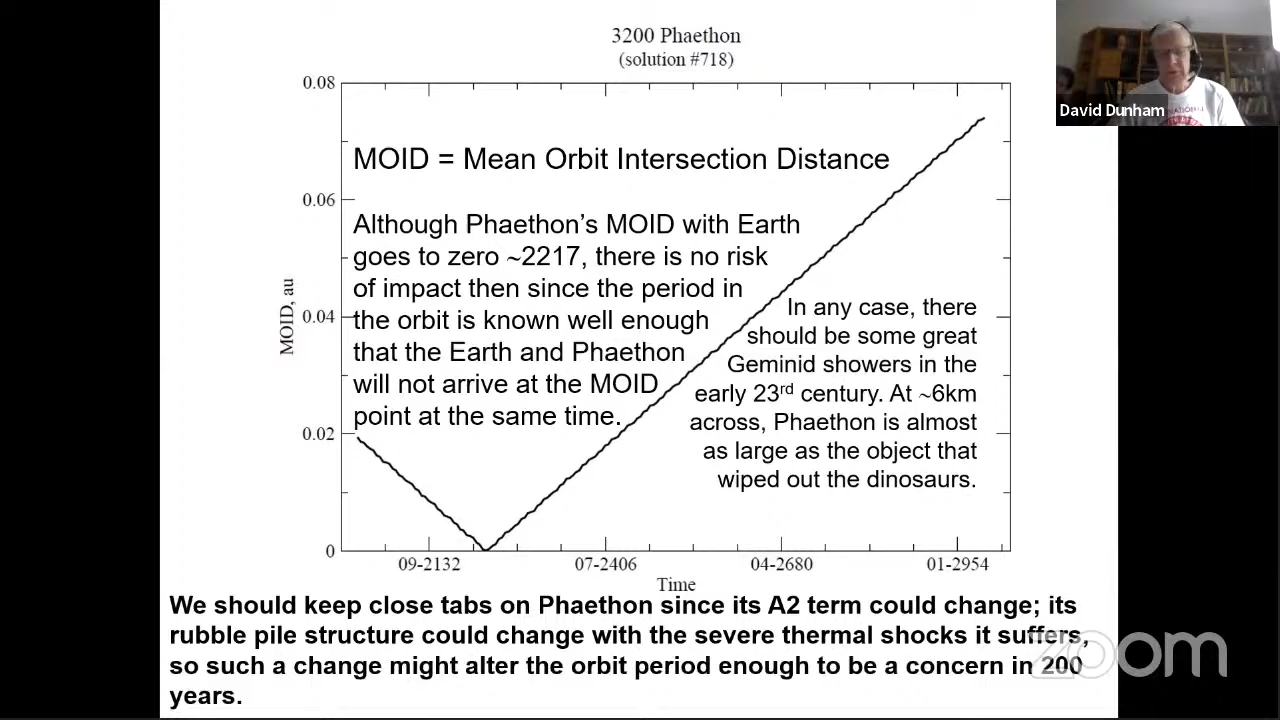 3200 Phaethon
(solution #718)
David Dunham
0.08
0.06
0.04
0.02
0
MOID, au
MOID = Mean Orbit Intersection Distance
Although Phaethon’s MOID with Earth
goes to zero ~2217, there is no risk
of impact then since the period in
the orbit is known well enough
that the Earth and Phaethon
will not arrive at the MOID
point at the same time.
In any case, there
should be some great
Geminid showers in the
early 23rd century. At ~6km
across, Phaethon is almost
as large as the object that
wiped out the dinosaurs.
09-2132 07-2406 04-2680 01-2954
Time
We should keep close tabs on Phaethon since its A2 term could change; its
rubble pile structure could change with the severe thermal shocks it suffers,
so such a change might alter the orbit period enough to be a concern in 200
years.
zoom